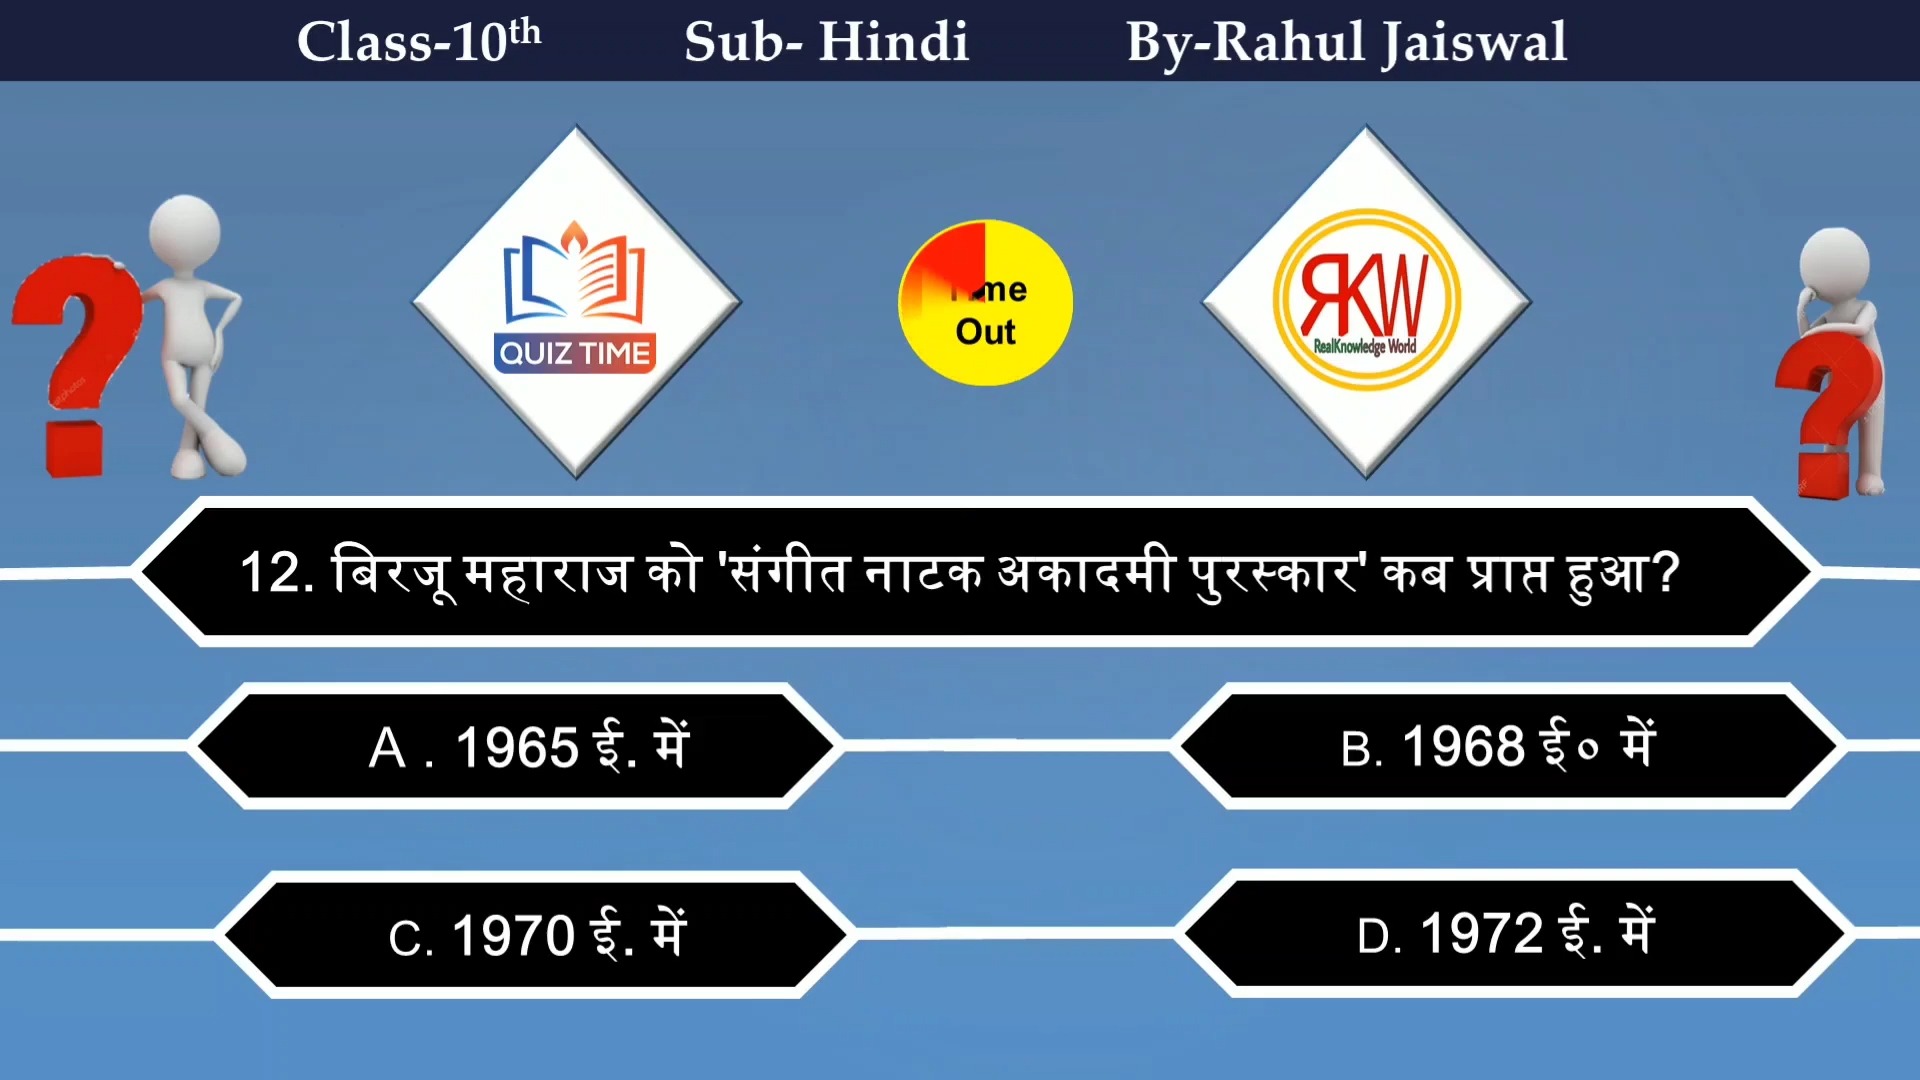 Class-10th Sub- Hindi By-Rahul Jaiswal
QUIZ TIME
Time
Out
RKW
RealKnowledge World
12. बिरजू महाराज को 'संगीत नाटक अकादमी पुरस्कार' कब प्राप्त हुआ?
A . 1965 ई. में
B. 1968 ई० में
C. 1970 ई. में
D. 1972 ई. में